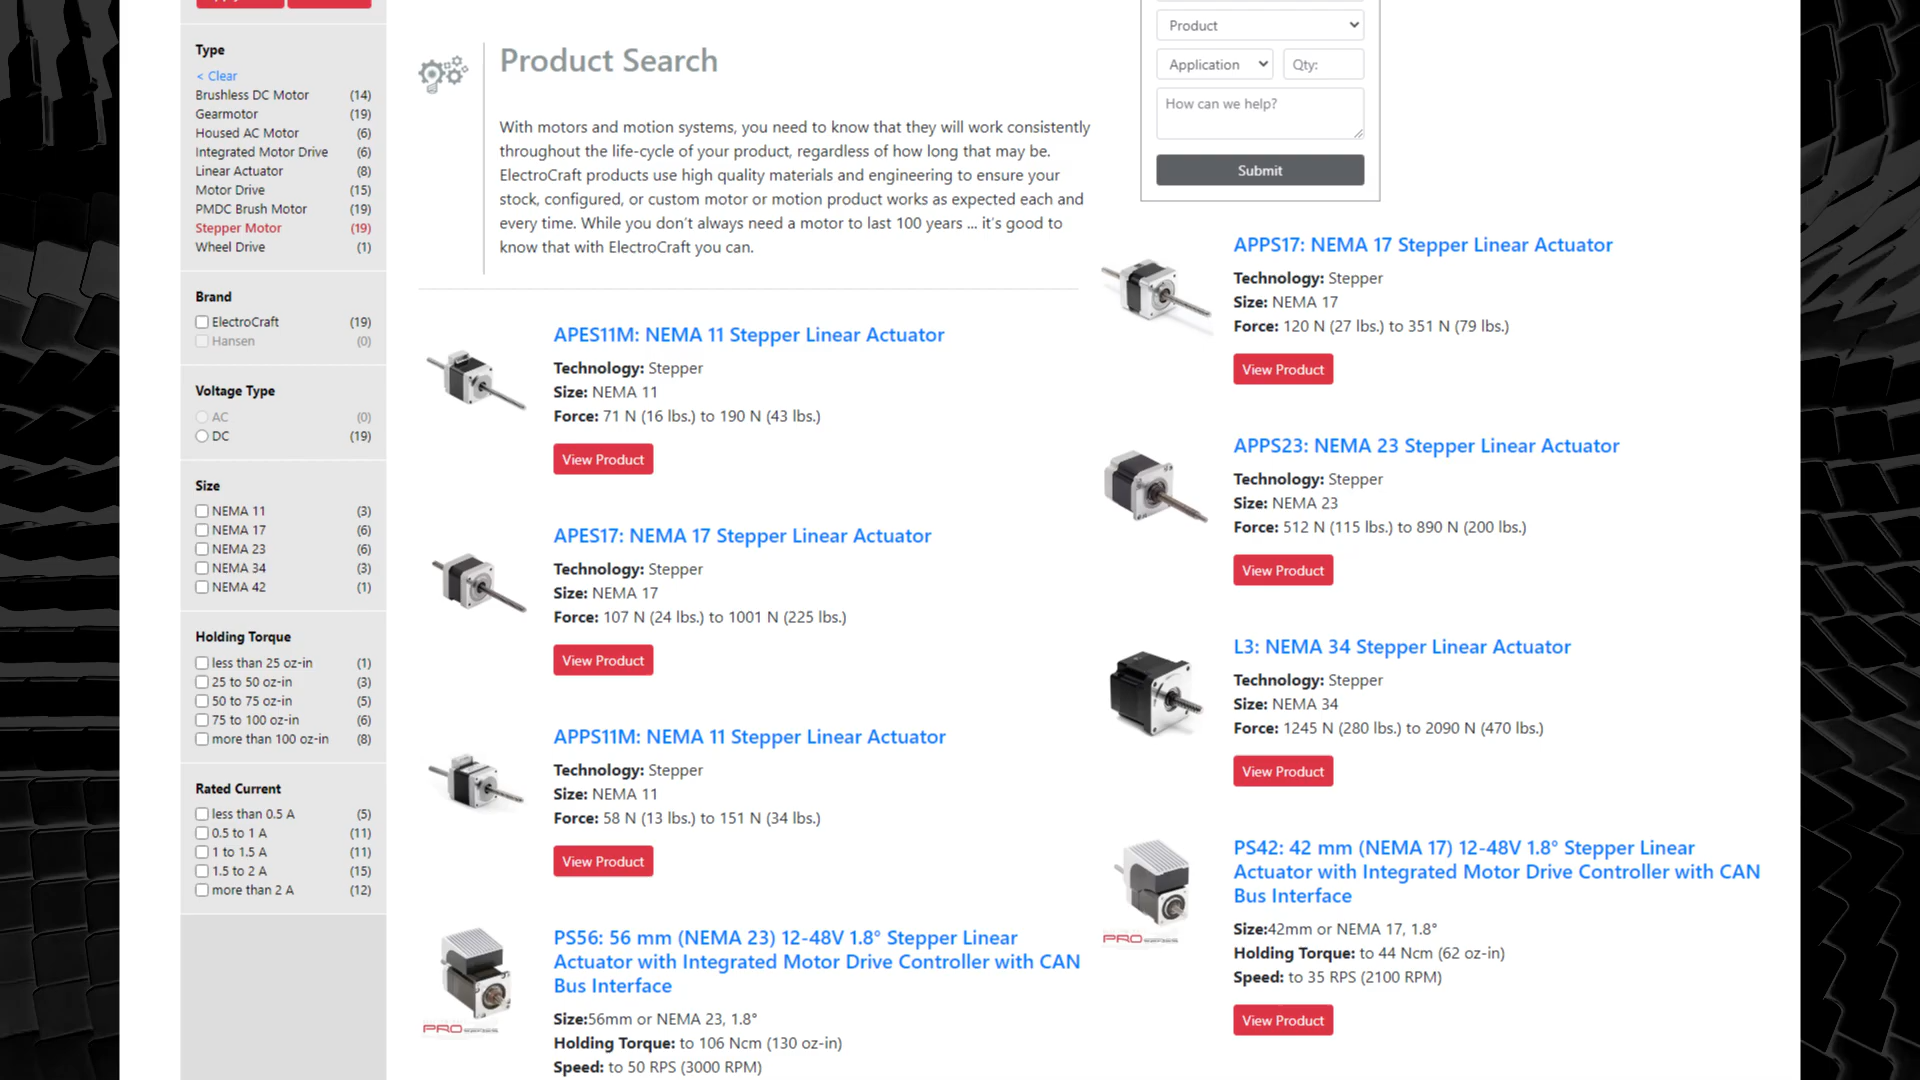 Type
< Clear
Brushless DC Motor (14)
Gearmotor (19)
Housed AC Motor (6)
Integrated Motor Drive (6)
Linear Actuator (8)
Motor Drive (15)
PMDC Brush Motor (19)
Stepper Motor (19)
Wheel Drive (1)
Brand
ElectroCraft (19)
Hansen (0)
Voltage Type
AC (0)
DC (19)
Size
NEMA 11 (3)
NEMA 17 (6)
NEMA 23 (6)
NEMA 34 (3)
NEMA 42 (1)
Holding Torque
less than 25 oz-in (1)
25 to 50 oz-in (3)
50 to 75 oz-in (5)
75 to 100 oz-in (6)
more than 100 oz-in (8)
Rated Current
less than 0.5 A (5)
0.5 to 1 A (11)
1 to 1.5 A (11)
1.5 to 2 A (15)
more than 2 A (12)
Product Search
With motors and motion systems, you need to know that they will work consistently
throughout the life-cycle of your product, regardless of how long that may be.
ElectroCraft products use high quality materials and engineering to ensure your
stock, configured, or custom motor or motion product works as expected each and
every time. While you don't always need a motor to last 100 years ... it's good to
know that with ElectroCraft you can.
APES11M: NEMA 11 Stepper Linear Actuator
Technology: Stepper
Size: NEMA 11
Force: 71 N (16 lbs.) to 190 N (43 lbs.)
View Product
APES17: NEMA 17 Stepper Linear Actuator
Technology: Stepper
Size: NEMA 17
Force: 107 N (24 lbs.) to 1001 N (225 lbs.)
View Product
APPS11M: NEMA 11 Stepper Linear Actuator
Technology: Stepper
Size: NEMA 11
Force: 58 N (13 lbs.) to 151 N (34 lbs.)
View Product
PRO
PS56: 56 mm (NEMA 23) 12-48V 1.8° Stepper Linear
Actuator with Integrated Motor Drive Controller with CAN
Bus Interface
Size:56mm or NEMA 23, 1.8°
Holding Torque: to 106 Ncm (130 oz-in)
Speed: to 50 RPS (3000 RPM)
Product
Application Qty:
How can we help?
Submit
APPS17: NEMA 17 Stepper Linear Actuator
Technology: Stepper
Size: NEMA 17
Force: 120 N (27 lbs.) to 351 N (79 lbs.)
View Product
APPS23: NEMA 23 Stepper Linear Actuator
Technology: Stepper
Size: NEMA 23
Force: 512 N (115 lbs.) to 890 N (200 lbs.)
View Product
L3: NEMA 34 Stepper Linear Actuator
Technology: Stepper
Size: NEMA 34
Force: 1245 N (280 lbs.) to 2090 N (470 lbs.)
View Product
PRO
PS42: 42 mm (NEMA 17) 12-48V 1.8° Stepper Linear
Actuator with Integrated Motor Drive Controller with CAN
Bus Interface
Size:42mm or NEMA 17, 1.8°
Holding Torque: to 44 Ncm (62 oz-in)
Speed: to 35 RPS (2100 RPM)
View Product